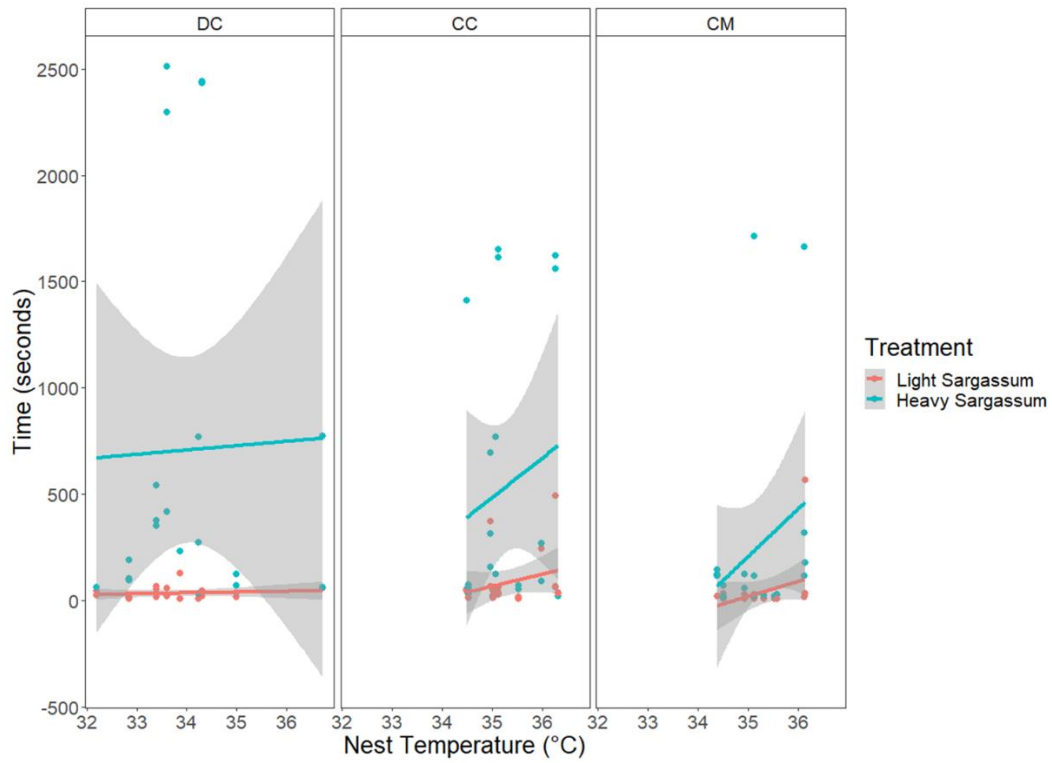 DC CC CM
2500
2000
1500
1000
500
0
-500
Time (seconds)
32 33 34 35 36 32 33 34 35 36 32 33 34 35 36
Nest Temperature (°C)
Treatment
Light Sargassum
Heavy Sargassum